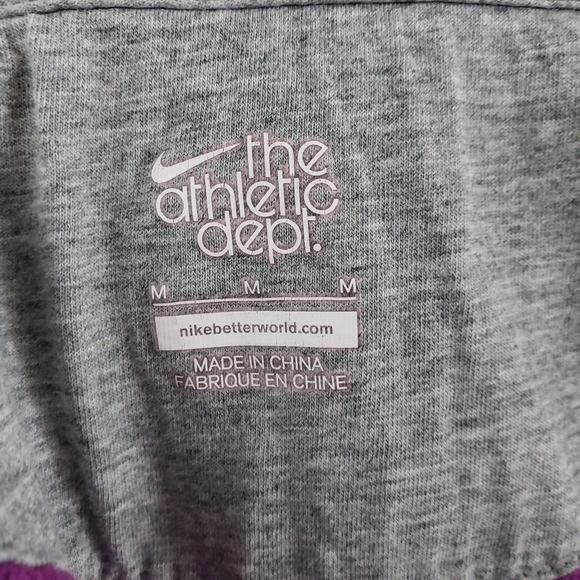 the
athletic
dept.
M M M
nikebetterworld.com
MADE IN CHINA
FABRIQUE EN CHINE